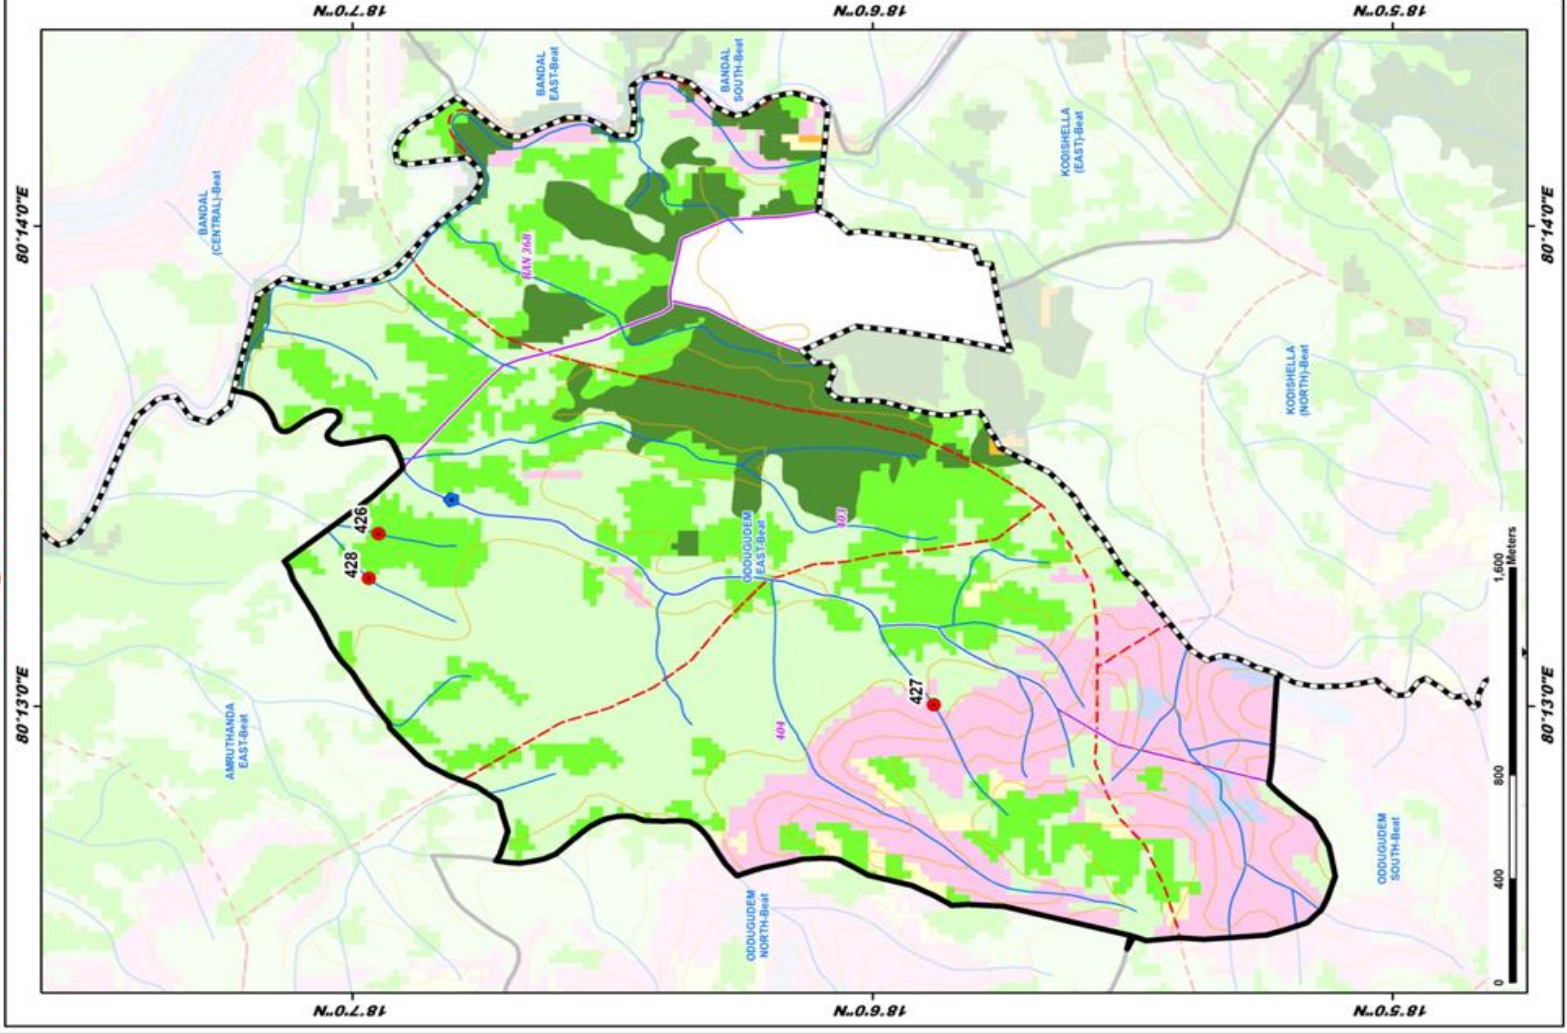 18°7'0"N
18°6'0"N
18°5'0"N
BANDAL
EAST-Beat
BANDAL
SOUTH-Beat
KODISHELLA
(EAST)-Beat
BANDAL
(CENTRAL)-Beat
80°14'0"E
80°14'0"E
BAN 368
KODISHELLA
(NORTH)-Beat
426
428
403
ODDUGUDEM
EAST-Beat
427
404
80°13'0"E
80°13'0"E
AMRUTHANDA
EAST-Beat
ODDUGUDEM
NORTH-Beat
ODDUGUDEM
SOUTH-Beat
0 400 800 1,600
Meters
18°7'0"N
18°6'0"N
18°5'0"N